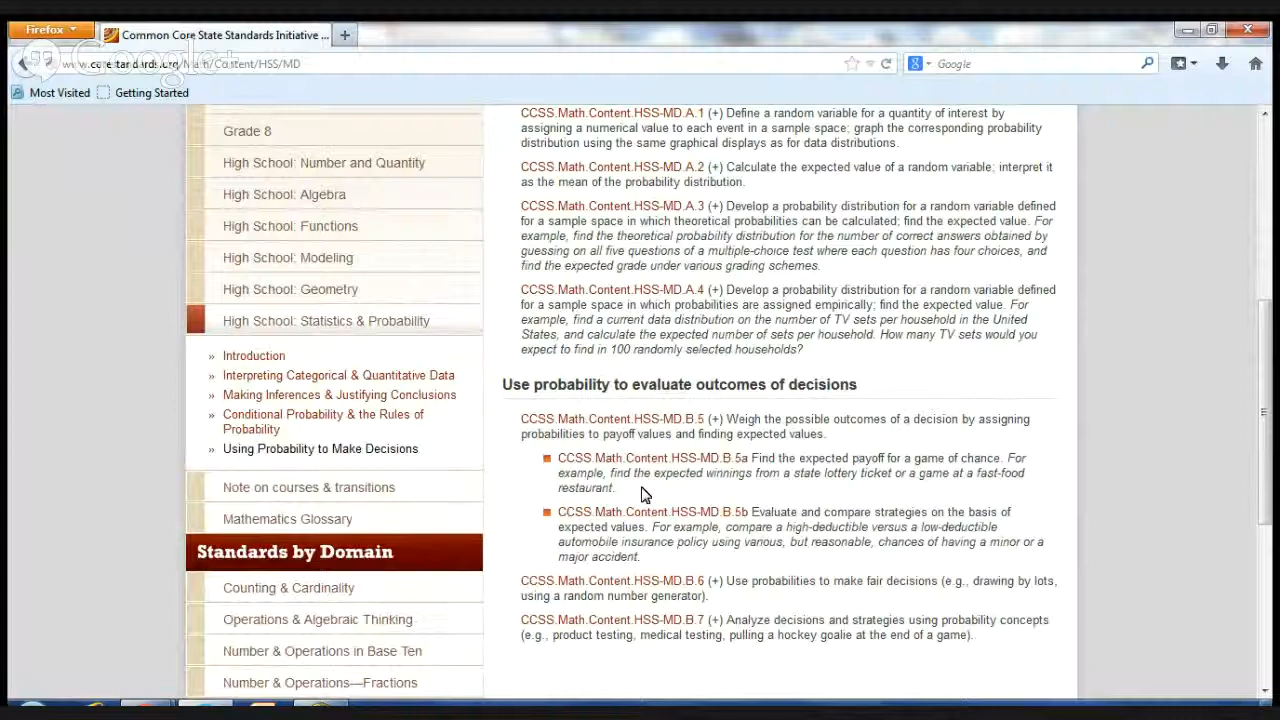 Firefox
Common Core State Standards Initiative ...
Google+
www.corestandards.org/Math/Content/HSS/MD
Google
Most Visited
Getting Started
Grade 8
High School: Number and Quantity
High School: Algebra
High School: Functions
High School: Modeling
High School: Geometry
High School: Statistics & Probability
» Introduction
» Interpreting Categorical & Quantitative Data
» Making Inferences & Justifying Conclusions
» Conditional Probability & the Rules of
Probability
» Using Probability to Make Decisions
Note on courses & transitions
Mathematics Glossary
Standards by Domain
Counting & Cardinality
Operations & Algebraic Thinking
Number & Operations in Base Ten
Number & Operations—Fractions
CCSS.Math.Content.HSS-MD.A.1 (+) Define a random variable for a quantity of interest by
assigning a numerical value to each event in a sample space; graph the corresponding probability
distribution using the same graphical displays as for data distributions.
CCSS.Math.Content.HSS-MD.A.2 (+) Calculate the expected value of a random variable; interpret it
as the mean of the probability distribution.
CCSS.Math.Content.HSS-MD.A.3 (+) Develop a probability distribution for a random variable defined
for a sample space in which theoretical probabilities can be calculated; find the expected value. For
example, find the theoretical probability distribution for the number of correct answers obtained by
guessing on all five questions of a multiple-choice test where each question has four choices, and
find the expected grade under various grading schemes.
CCSS.Math.Content.HSS-MD.A.4 (+) Develop a probability distribution for a random variable defined
for a sample space in which probabilities are assigned empirically; find the expected value. For
example, find a current data distribution on the number of TV sets per household in the United
States, and calculate the expected number of sets per household. How many TV sets would you
expect to find in 100 randomly selected households?
Use probability to evaluate outcomes of decisions
CCSS.Math.Content.HSS-MD.B.5 (+) Weigh the possible outcomes of a decision by assigning
probabilities to payoff values and finding expected values.
CCSS.Math.Content.HSS-MD.B.5a Find the expected payoff for a game of chance. For
example, find the expected winnings from a state lottery ticket or a game at a fast-food
restaurant.
CCSS.Math.Content.HSS-MD.B.5b Evaluate and compare strategies on the basis of
expected values. For example, compare a high-deductible versus a low-deductible
automobile insurance policy using various, but reasonable, chances of having a minor or a
major accident.
CCSS.Math.Content.HSS-MD.B.6 (+) Use probabilities to make fair decisions (e.g., drawing by lots,
using a random number generator).
CCSS.Math.Content.HSS-MD.B.7 (+) Analyze decisions and strategies using probability concepts
(e.g., product testing, medical testing, pulling a hockey goalie at the end of a game).